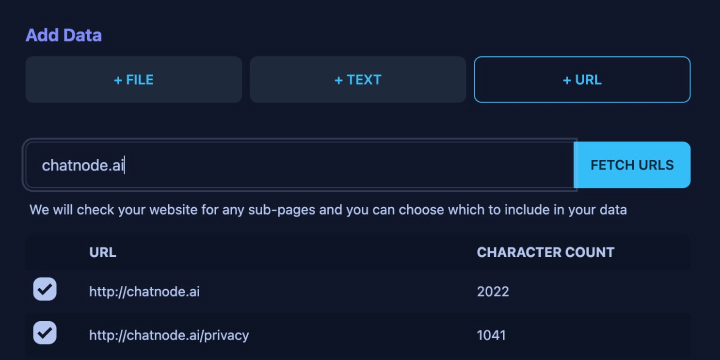 Add Data
+ FILE + TEXT + URL
chatnode.ai FETCH URLS
We will check your website for any sub-pages and you can choose which to include in your data
URL CHARACTER COUNT
http://chatnode.ai 2022
http://chatnode.ai/privacy 1041